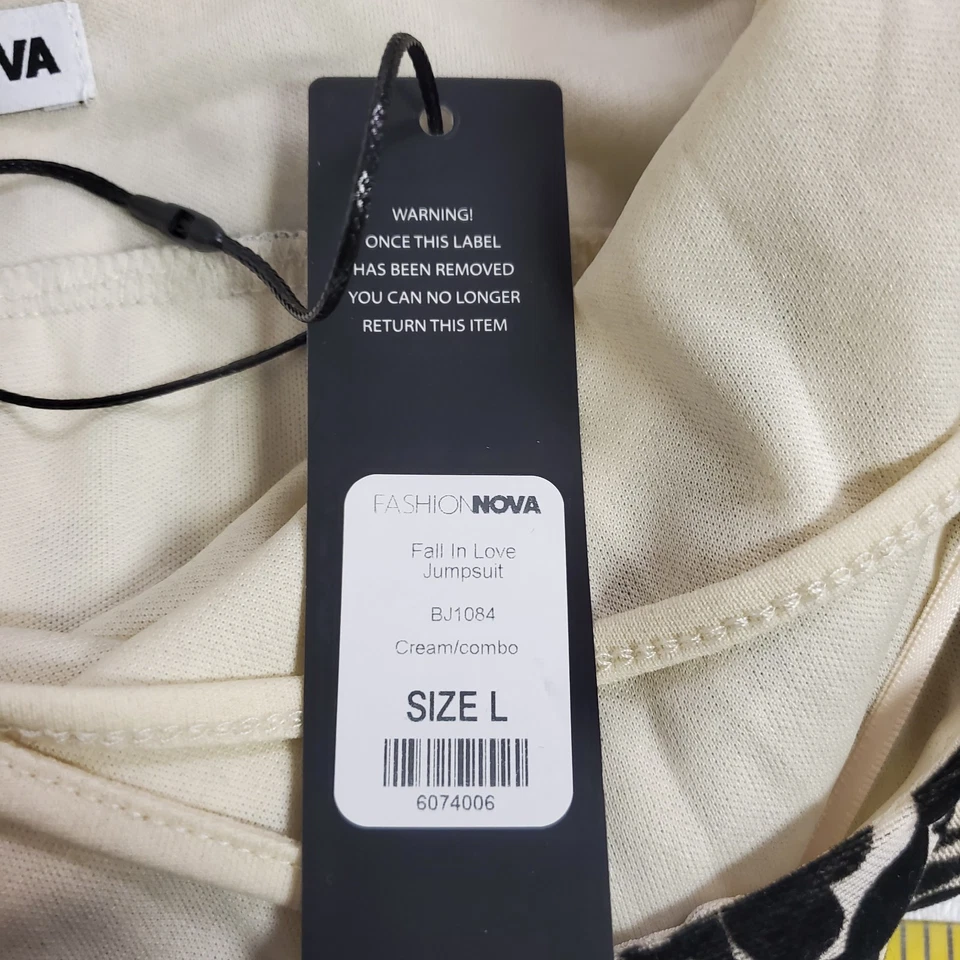 VA
WARNING!
ONCE THIS LABEL
HAS BEEN REMOVED
YOU CAN NO LONGER
RETURN THIS ITEM
FASHIONNOVA
Fall In Love
Jumpsuit
BJ1084
Cream/combo
SIZE L
6074006